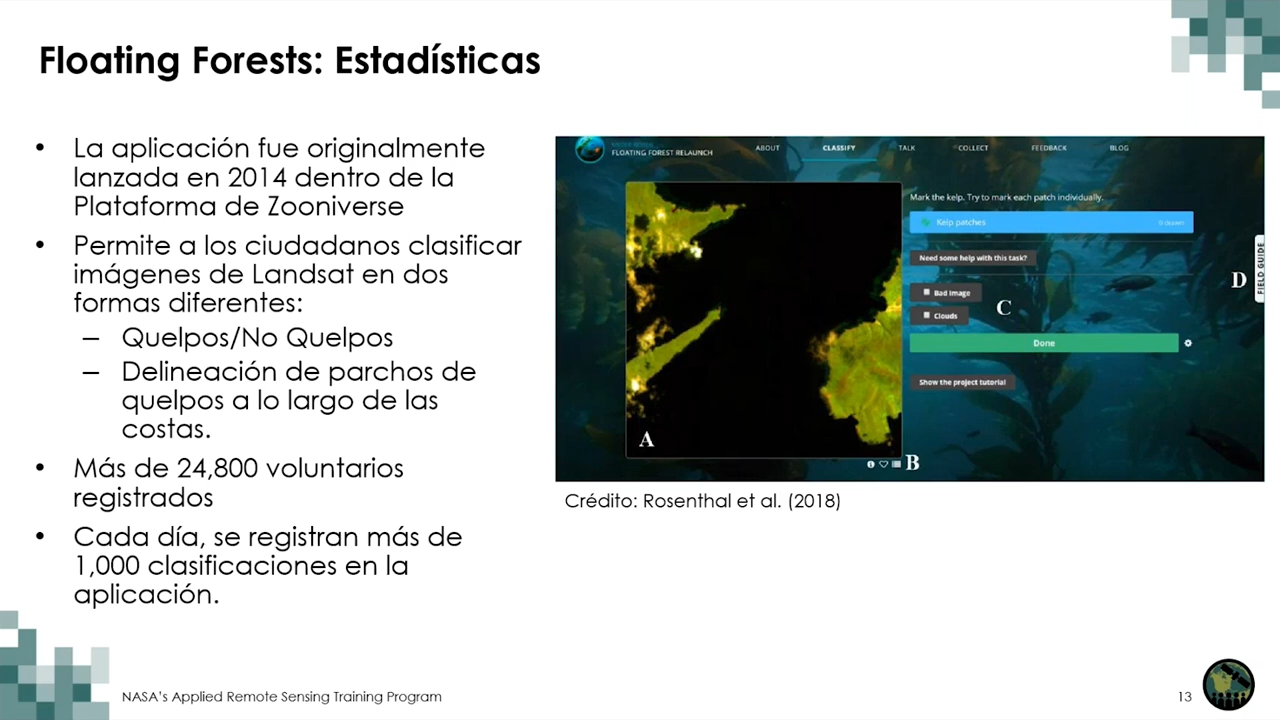 Floating Forests: Estadísticas
• La aplicación fue originalmente
lanzada en 2014 dentro de la
Plataforma de Zooniverse
• Permite a los ciudadanos clasificar
imágenes de Landsat en dos
formas diferentes:
– Quelpos/No Quelpos
– Delineación de parchos de
quelpos a lo largo de las
costas.
• Más de 24,800 voluntarios
registrados
• Cada día, se registran más de
1,000 clasificaciones en la
aplicación.
FLOATING FOREST RELAUNCH
ABOUT CLASSIFY TALK COLLECT FEEDBACK BLOG
Mark the kelp. Try to mark each patch individually.
Kelp patches
Need some help with this task?
Bad Image
Clouds
Done
Show the project tutorial
FIELD GUIDE
A
B
C
D
Crédito: Rosenthal et al. (2018)
NASA's Applied Remote Sensing Training Program
13